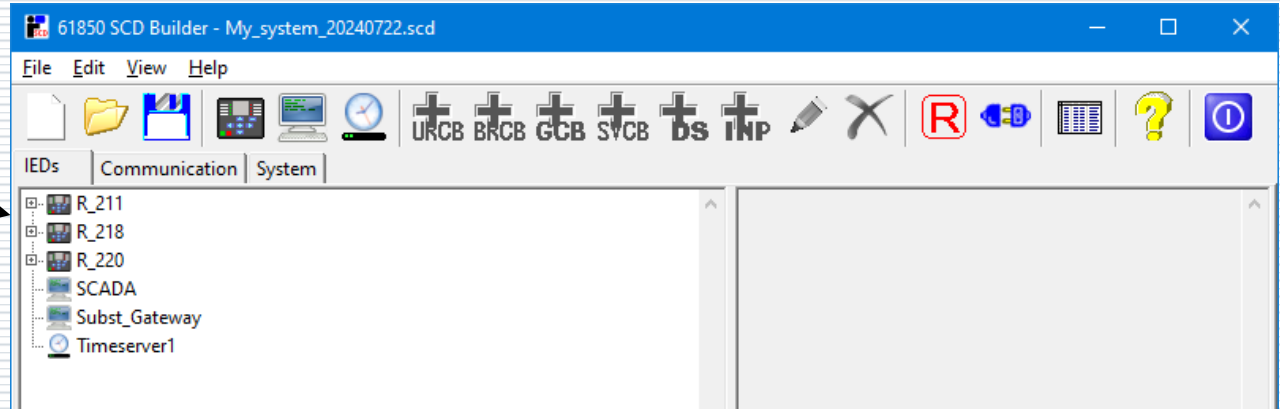 61850 SCD Builder - My_system_20240722.scd
File Edit View Help
URCB BRCB GCB SVCB DS INP R ?
IEDs Communication System
R_211
R_218
R_220
SCADA
Subst_Gateway
Timeserver1